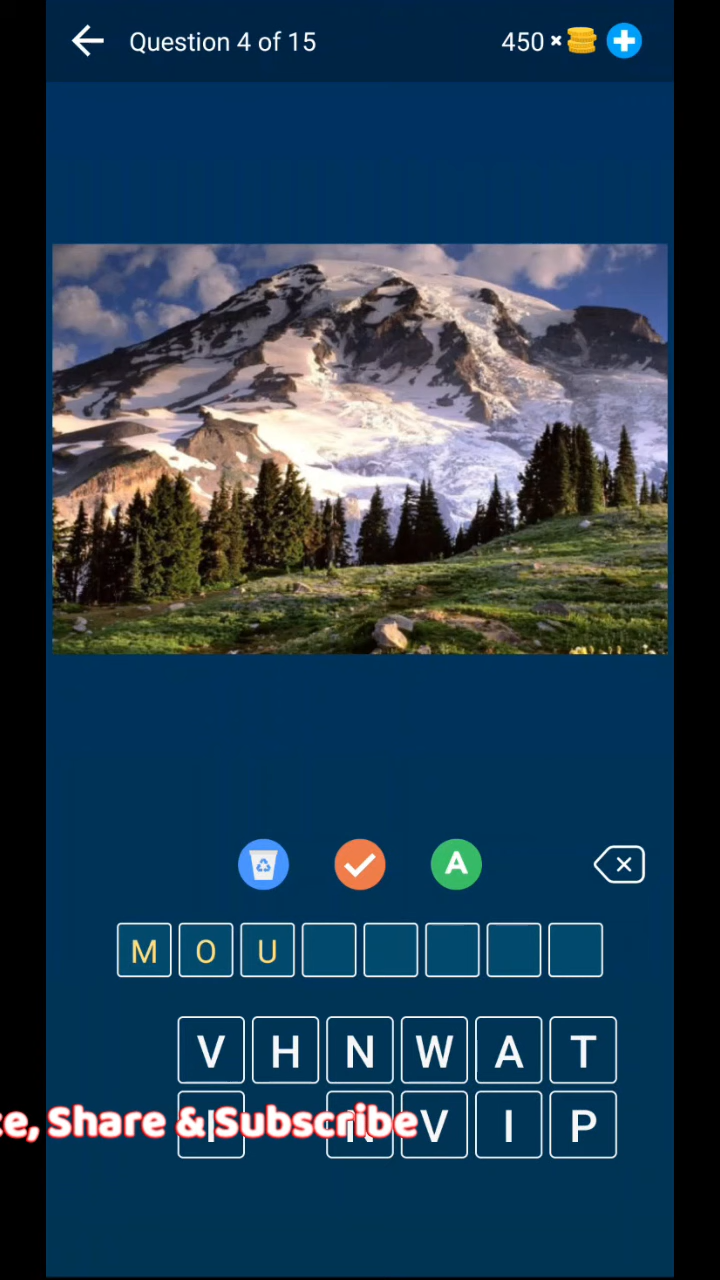 Question 4 of 15
450 ×
A
M O U
V H N W A T
I N V I P
e, Share & Subscribe